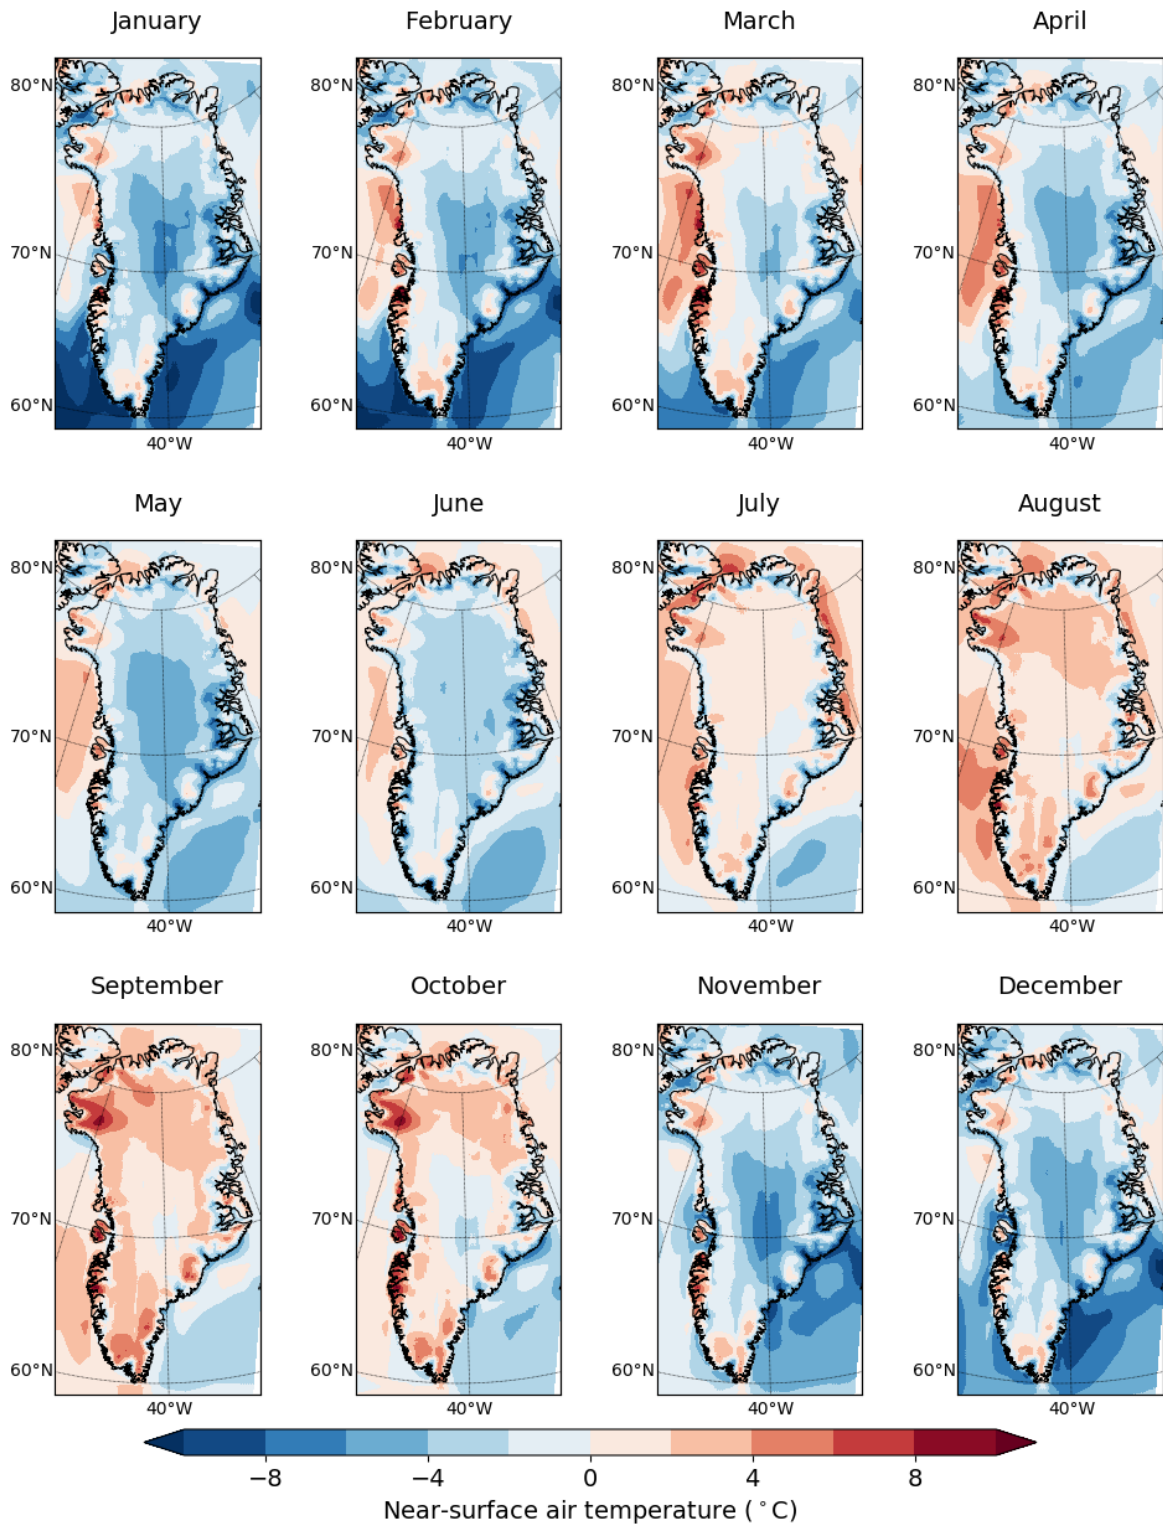 January February March April
80°N 80°N 80°N 80°N
70°N 70°N 70°N 70°N
60°N 60°N 60°N 60°N
40°W 40°W 40°W 40°W
May June July August
80°N 80°N 80°N 80°N
70°N 70°N 70°N 70°N
60°N 60°N 60°N 60°N
40°W 40°W 40°W 40°W
September October November December
80°N 80°N 80°N 80°N
70°N 70°N 70°N 70°N
60°N 60°N 60°N 60°N
40°W 40°W 40°W 40°W
−8 −4 0 4 8
Near-surface air temperature (°C)